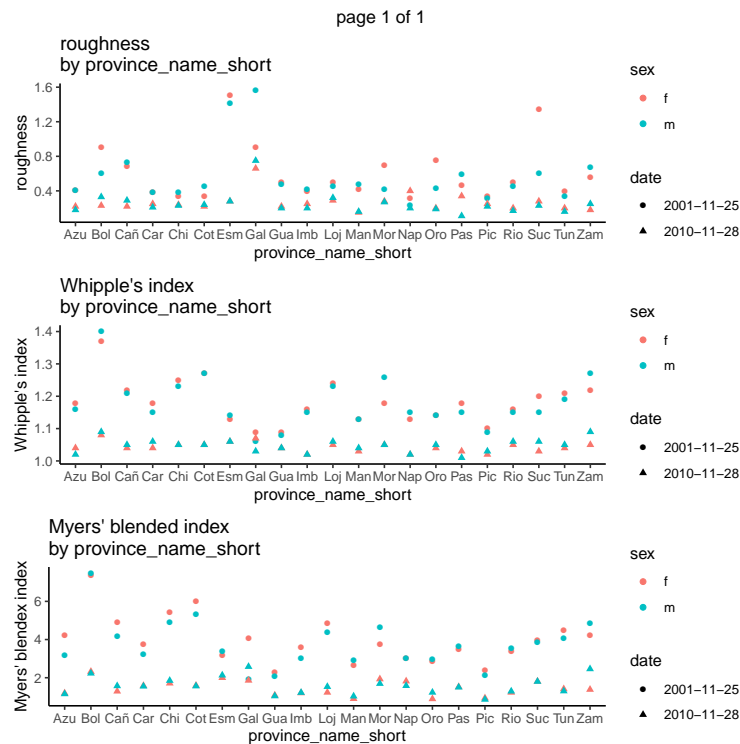 page 1 of 1
roughness
by province_name_short
roughness
1.6
1.2
0.8
0.4
Azu Bol Cañ Car Chi Cot Esm Gal Gua Imb Loj Man Mor Nap Oro Pas Pic Rio Suc Tun Zam
province_name_short
sex
f
m
date
2001-11-25
2010-11-28
Whipple's index
by province_name_short
Whipple's index
1.4
1.3
1.2
1.1
1.0
Azu Bol Cañ Car Chi Cot Esm Gal Gua Imb Loj Man Mor Nap Oro Pas Pic Rio Suc Tun Zam
province_name_short
sex
f
m
date
2001-11-25
2010-11-28
Myers' blended index
by province_name_short
Myers' blendex index
6
4
2
Azu Bol Cañ Car Chi Cot Esm Gal Gua Imb Loj Man Mor Nap Oro Pas Pic Rio Suc Tun Zam
province_name_short
sex
f
m
date
2001-11-25
2010-11-28